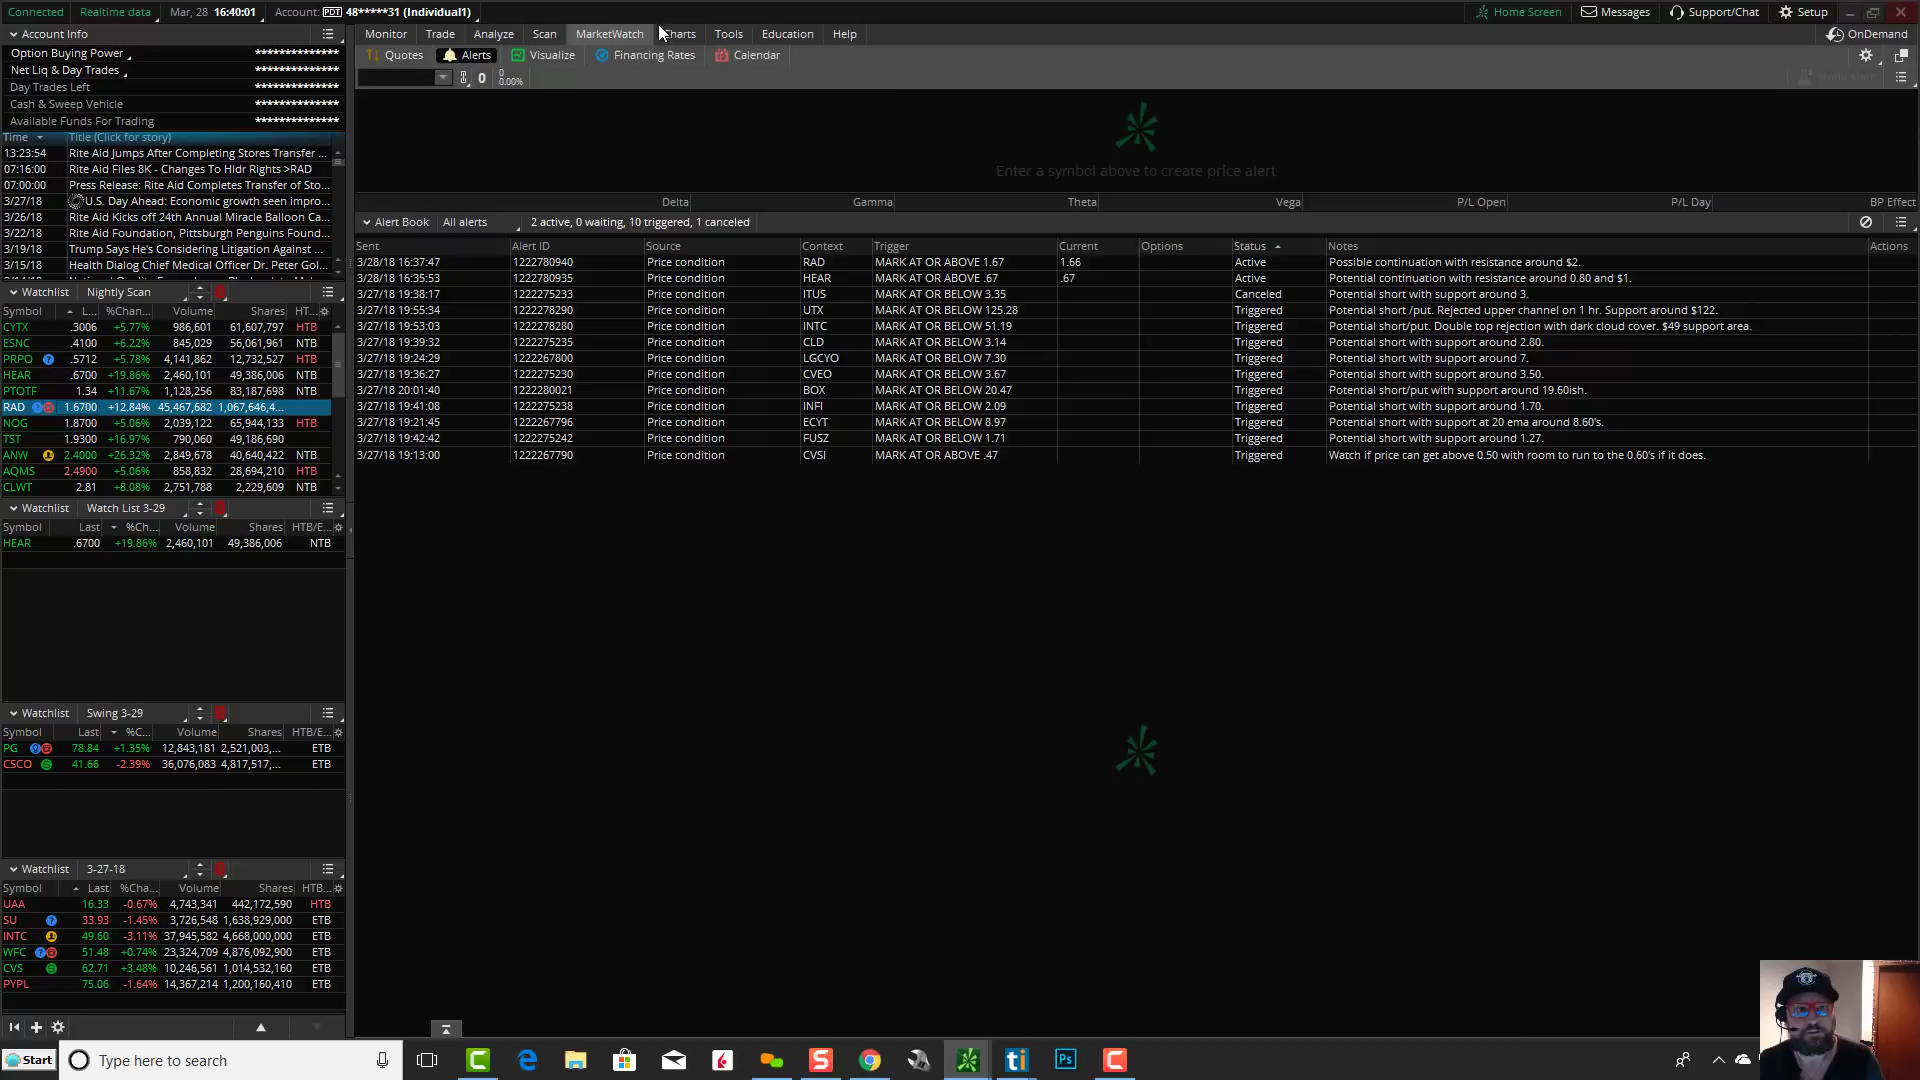 Connected Realtime data Mar, 28 16:40:01 Account: PDT 48*****31 (Individual1) Home Screen Messages Support/Chat Setup
Account Info
Monitor Trade Analyze Scan MarketWatch Charts Tools Education Help OnDemand
Option Buying Power **************
Quotes Alerts Visualize Financing Rates Calendar
Net Liq & Day Trades **************
0 0 0.00%
Day Trades Left **************
Cash & Sweep Vehicle **************
Available Funds For Trading **************
Time Title (Click for story)
13:23:54 Rite Aid Jumps After Completing Stores Transfer ...
07:16:00 Rite Aid Files 8K - Changes To Hldr Rights >RAD
07:00:00 Press Release: Rite Aid Completes Transfer of Sto...
3/27/18 U.S. Day Ahead: Economic growth seen impro...
3/26/18 Rite Aid Kicks off 24th Annual Miracle Balloon Ca...
3/22/18 Rite Aid Foundation, Pittsburgh Penguins Found...
3/19/18 Trump Says He's Considering Litigation Against ...
3/15/18 Health Dialog Chief Medical Officer Dr. Peter Gol...
Enter a symbol above to create price alert
Delta Gamma Theta Vega P/L Open P/L Day BP Effect
Alert Book All alerts 2 active, 0 waiting, 10 triggered, 1 canceled
Sent Alert ID Source Context Trigger Current Options Status Notes Actions
3/28/18 16:37:47 1222780940 Price condition RAD MARK AT OR ABOVE 1.67 1.66 Active Possible continuation with resistance around $2.
3/28/18 16:35:53 1222780935 Price condition HEAR MARK AT OR ABOVE .67 .67 Active Potential continuation with resistance around 0.80 and $1.
3/27/18 19:38:17 1222275233 Price condition ITUS MARK AT OR BELOW 3.35 Canceled Potential short with support around 3.
3/27/18 19:55:34 1222278290 Price condition UTX MARK AT OR BELOW 125.28 Triggered Potential short /put. Rejected upper channel on 1 hr. Support around $122.
3/27/18 19:53:03 1222278280 Price condition INTC MARK AT OR BELOW 51.19 Triggered Potential short/put. Double top rejection with dark cloud cover. $49 support area.
3/27/18 19:39:32 1222275235 Price condition CLD MARK AT OR BELOW 3.14 Triggered Potential short with support around 2.80.
3/27/18 19:24:29 1222267800 Price condition LGCYO MARK AT OR BELOW 7.30 Triggered Potential short with support around 7.
3/27/18 19:36:27 1222275230 Price condition CVEO MARK AT OR BELOW 3.67 Triggered Potential short with support around 3.50.
3/27/18 20:01:40 1222280021 Price condition BOX MARK AT OR BELOW 20.47 Triggered Potential short/put with support around 19.60ish.
3/27/18 19:41:08 1222275238 Price condition INFI MARK AT OR BELOW 2.09 Triggered Potential short with support around 1.70.
3/27/18 19:21:45 1222267796 Price condition ECYT MARK AT OR BELOW 8.97 Triggered Potential short with support at 20 ema around 8.60's.
3/27/18 19:42:42 1222275242 Price condition FUSZ MARK AT OR BELOW 1.71 Triggered Potential short with support around 1.27.
3/27/18 19:13:00 1222267790 Price condition CVSI MARK AT OR ABOVE .47 Triggered Watch if price can get above 0.50 with room to run to the 0.60's if it does.
Watchlist Nightly Scan
Symbol L... %Chan... Volume Shares HT...
CYTX .3006 +5.77% 986,601 61,607,797 HTB
ESNC .4100 +6.22% 845,029 56,061,961 NTB
PRPO .5712 +5.78% 4,141,862 12,732,527 HTB
HEAR .6700 +19.86% 2,460,101 49,386,006 NTB
PTOTF 1.34 +11.67% 1,128,256 83,187,698 NTB
RAD 1.6700 +12.84% 45,467,682 1,067,646,4...
NOG 1.8700 +5.06% 2,039,122 65,944,133 HTB
TST 1.9300 +16.97% 790,060 49,186,690
ANW 2.4000 +26.32% 2,849,678 40,640,422 NTB
AQMS 2.4900 +5.06% 858,832 28,694,210 HTB
CLWT 2.81 +8.08% 2,751,788 2,229,609 NTB
Watchlist Watch List 3-29
Symbol Last %Ch... Volume Shares HTB/E...
HEAR .6700 +19.86% 2,460,101 49,386,006 NTB
Watchlist Swing 3-29
Symbol Last %C... Volume Shares HTB/E...
PG 78.84 +1.35% 12,843,181 2,521,003,... ETB
CSCO 41.66 -2.39% 36,076,083 4,817,517,... ETB
Watchlist 3-27-18
Symbol Last %Cha... Volume Shares HTB...
UAA 16.33 -0.67% 4,743,341 442,172,590 HTB
SU 33.93 -1.45% 3,726,548 1,638,929,000 ETB
INTC 49.60 -3.11% 37,945,582 4,668,000,000 ETB
WFC 51.48 +0.74% 23,324,709 4,876,092,900 ETB
CVS 62.71 +3.48% 10,246,561 1,014,532,160 ETB
PYPL 75.06 -1.64% 14,367,214 1,200,160,410 ETB
Start Type here to search